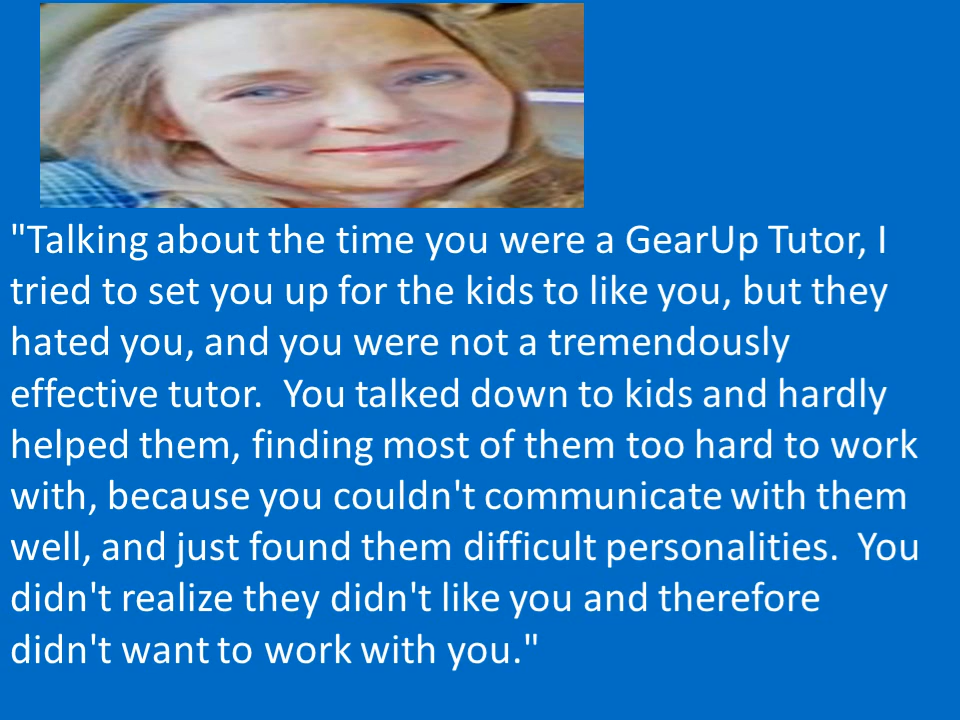 "Talking about the time you were a GearUp Tutor, I
tried to set you up for the kids to like you, but they
hated you, and you were not a tremendously
effective tutor.  You talked down to kids and hardly
helped them, finding most of them too hard to work
with, because you couldn't communicate with them
well, and just found them difficult personalities.  You
didn't realize they didn't like you and therefore
didn't want to work with you."